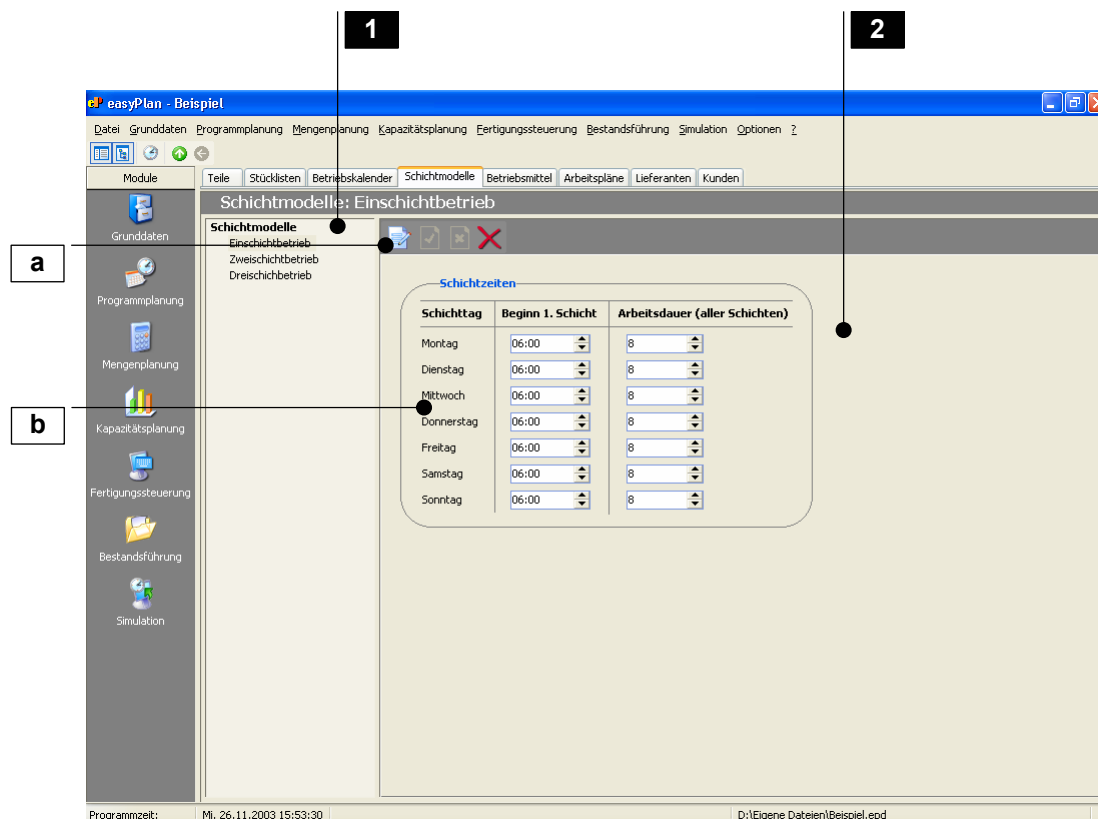 1
2
easyPlan - Beispiel
Datei Grunddaten Programmplanung Mengenplanung Kapazitätsplanung Fertigungssteuerung Bestandsführung Simulation Optionen ?
Module
Teile Stücklisten Betriebskalender Schichtmodelle Betriebsmittel Arbeitspläne Lieferanten Kunden
Schichtmodelle: Einschichtbetrieb
Grunddaten
Programmplanung
Mengenplanung
Kapazitätsplanung
Fertigungssteuerung
Bestandsführung
Simulation
Schichtmodelle
Einschichtbetrieb
Zweischichtbetrieb
Dreischichbetrieb
a
b
Schichtzeiten
Schichttag Beginn 1. Schicht Arbeitsdauer (aller Schichten)
Montag 06:00 8
Dienstag 06:00 8
Mittwoch 06:00 8
Donnerstag 06:00 8
Freitag 06:00 8
Samstag 06:00 8
Sonntag 06:00 8
Programmzeit: Mi. 26.11.2003 15:53:30 D:\Eigene Dateien\Beispiel.epd